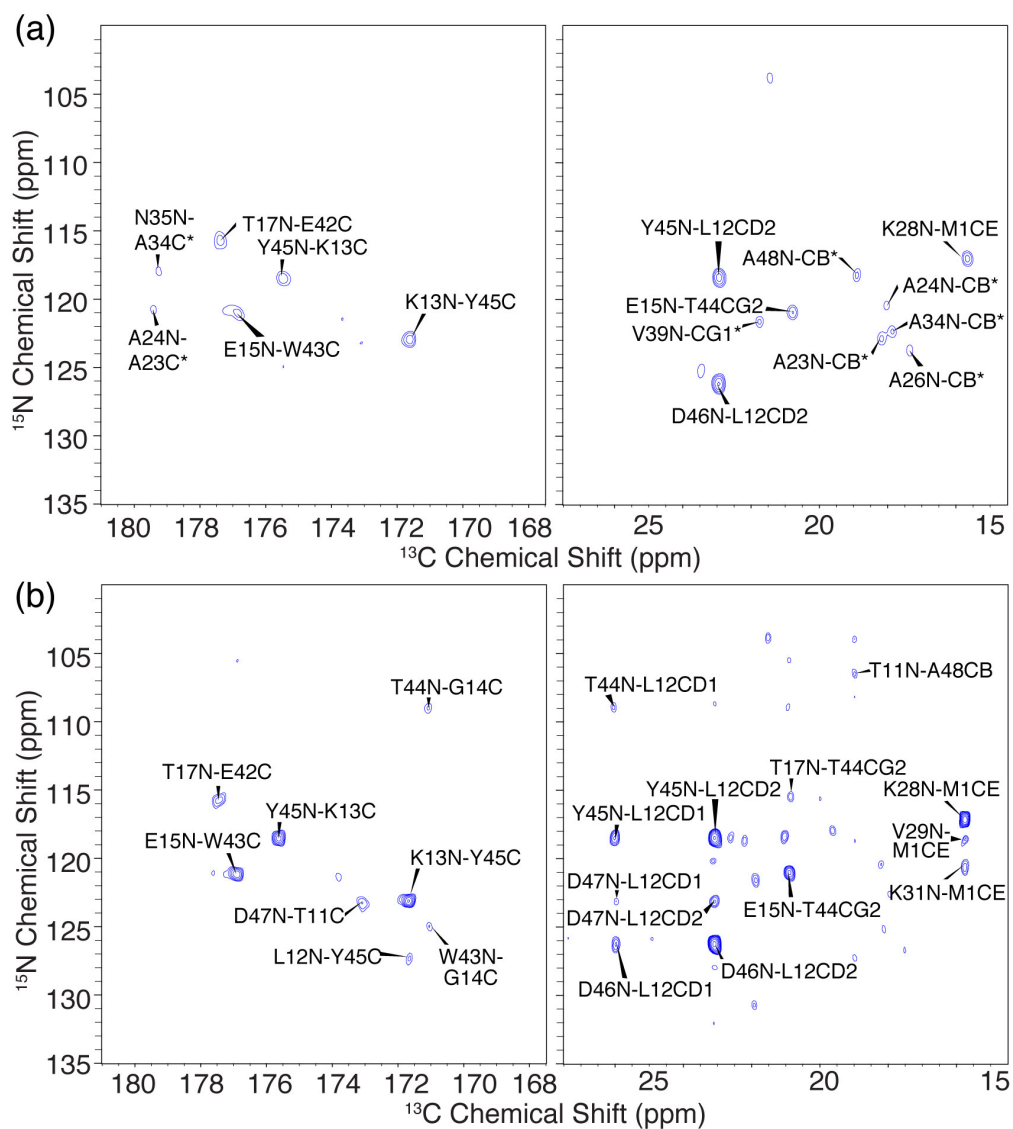 (a)
105
110
115
120
125
130
135
15N Chemical Shift (ppm)
N35N-
A34C*
T17N-E42C
Y45N-K13C
K13N-Y45C
A24N-
A23C*
E15N-W43C
Y45N-L12CD2
A48N-CB*
K28N-M1CE
A24N-CB*
E15N-T44CG2
V39N-CG1*
A34N-CB*
A23N-CB*
A26N-CB*
D46N-L12CD2
180 178 176 174 172 170 168
25 20 15
13C Chemical Shift (ppm)
(b)
105
110
115
120
125
130
135
15N Chemical Shift (ppm)
T44N-G14C
T17N-E42C
Y45N-K13C
E15N-W43C
K13N-Y45C
D47N-T11C
L12N-Y45C
W43N-
G14C
T11N-A48CB
T44N-L12CD1
T17N-T44CG2
Y45N-L12CD2
K28N-M1CE
Y45N-L12CD1
V29N-
M1CE
D47N-L12CD1
K31N-M1CE
D47N-L12CD2
E15N-T44CG2
D46N-L12CD2
D46N-L12CD1
180 178 176 174 172 170 168
25 20 15
13C Chemical Shift (ppm)